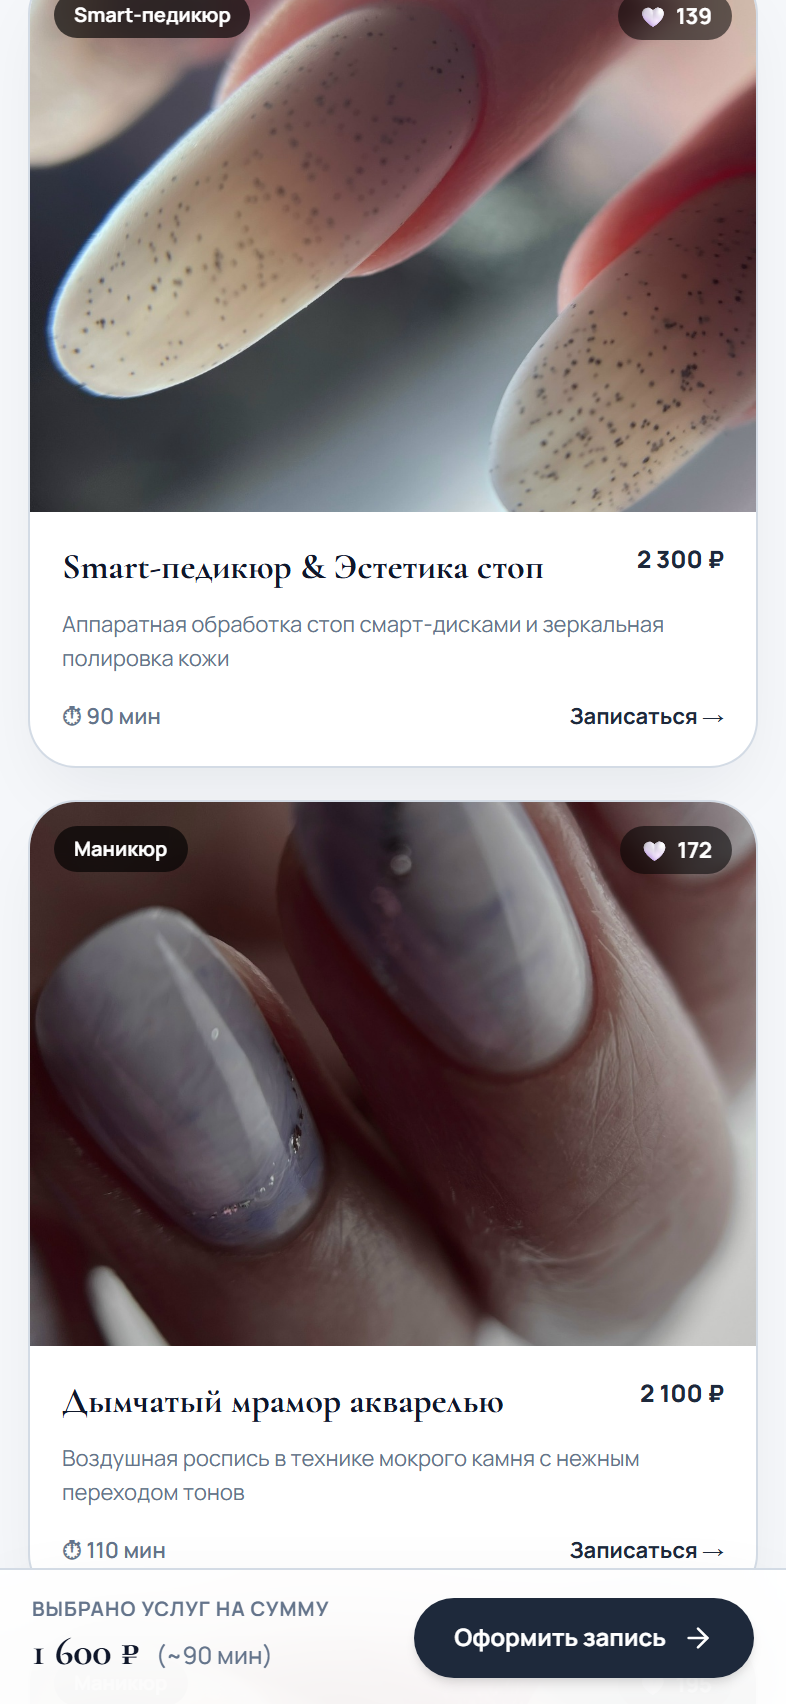 Smart-педикюр
139
Smart-педикюр & Эстетика стоп
2 300 ₽
Аппаратная обработка стоп смарт-дисками и зеркальная
полировка кожи
⏱ 90 мин
Записаться →
Маникюр
172
Дымчатый мрамор акварелью
2 100 ₽
Воздушная роспись в технике мокрого камня с нежным
переходом тонов
⏱ 110 мин
Записаться →
ВЫБРАНО УСЛУГ НА СУММУ
1 600 ₽ (~90 мин)
Оформить запись →
Маникюр